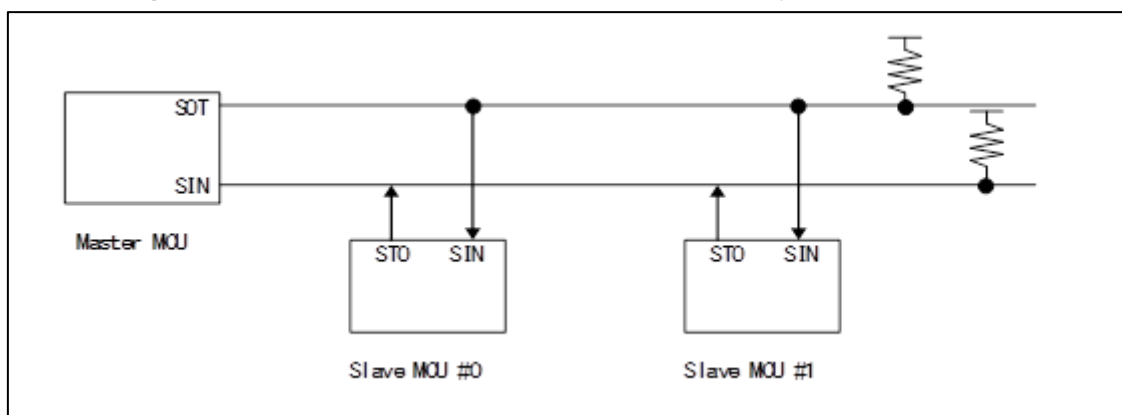 SOT
SIN
Master MCU
STO SIN
STO SIN
Slave MCU #0
Slave MCU #1